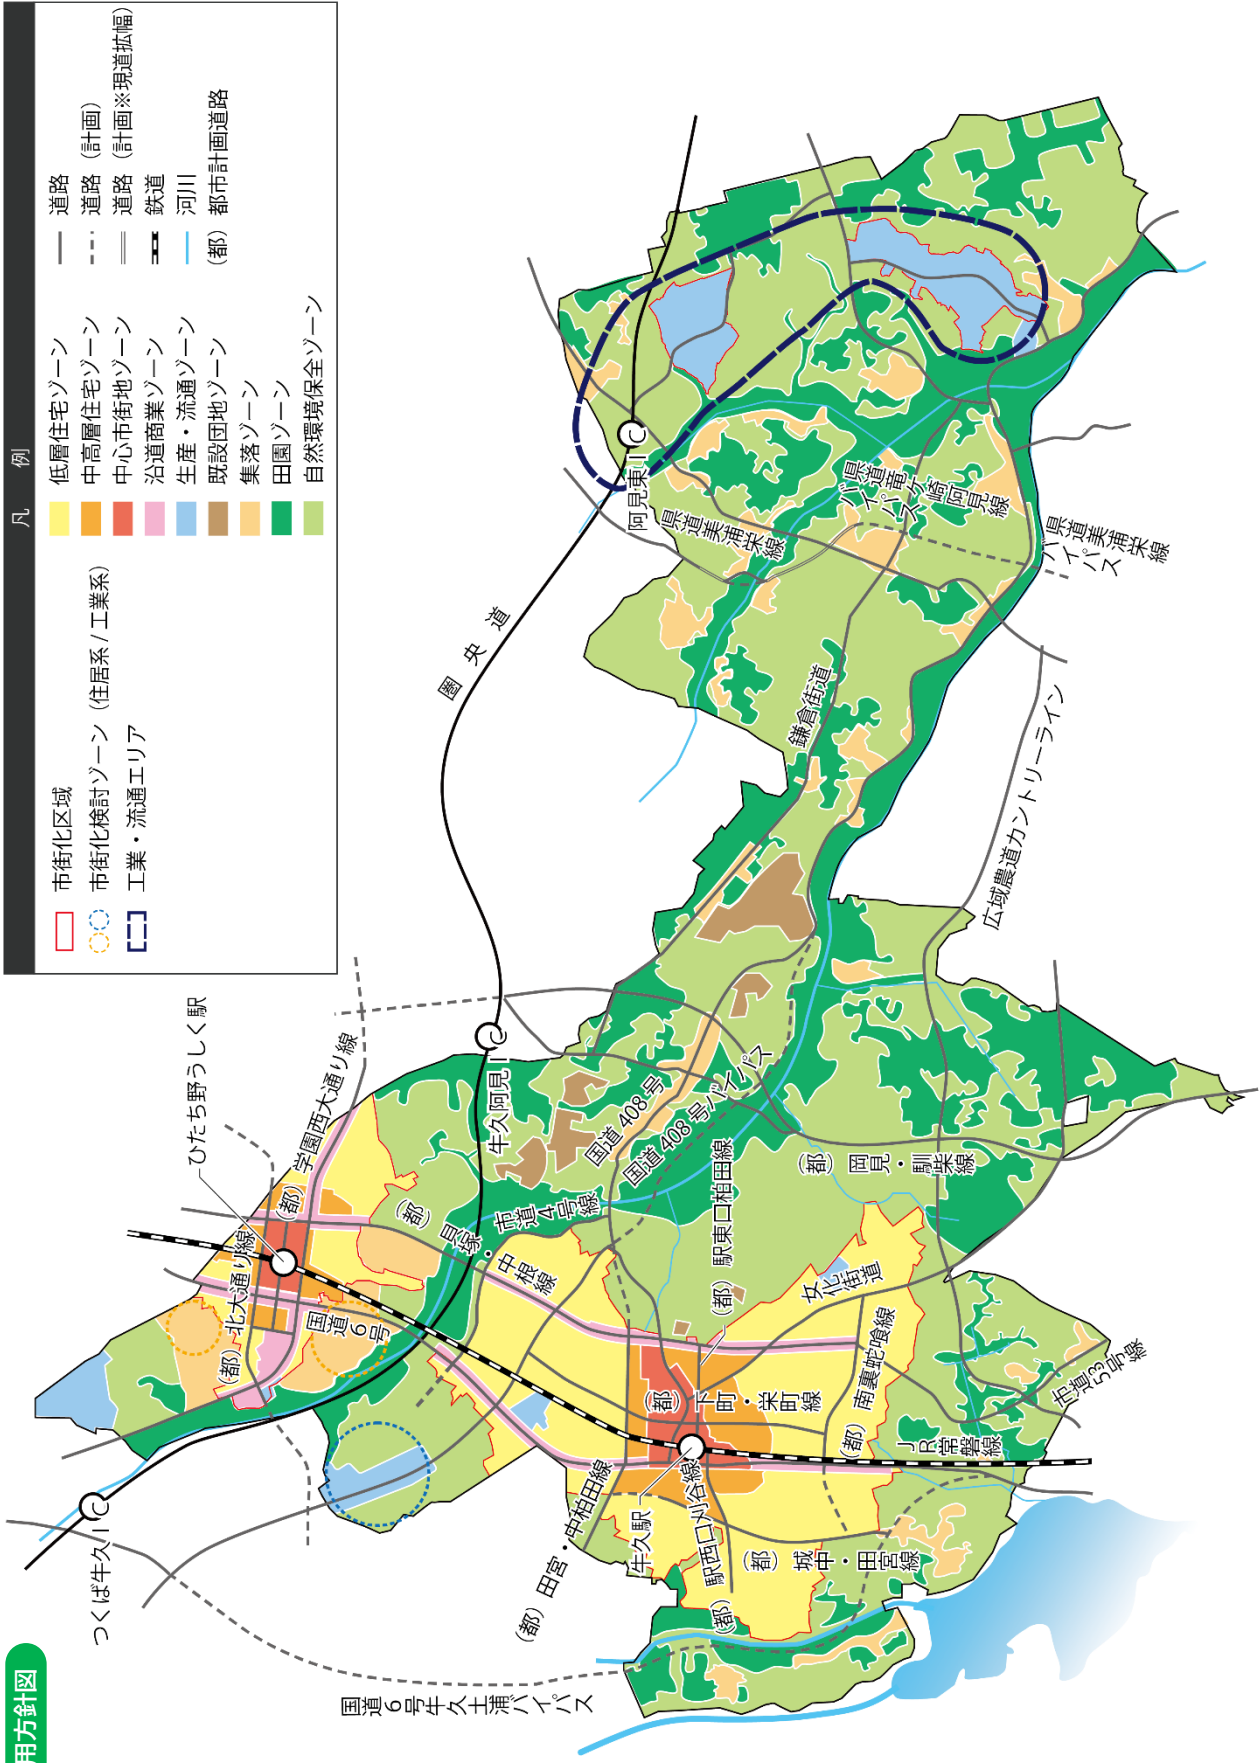 用方針図
凡 例
市街化区域
市街化検討ゾーン（住居系 / 工業系）
工業・流通エリア
低層住宅ゾーン
中高層住宅ゾーン
中心市街地ゾーン
沿道商業ゾーン
生産・流通ゾーン
既設団地ゾーン
集落ゾーン
田園ゾーン
自然環境保全ゾーン
道路
道路（計画）
道路（計画※現道拡幅）
鉄道
河川
（都） 都市計画道路
つくば牛久ＩＣ
国道６号牛久土浦バイパス
ひたち野うしく駅
（都）学園西大通り線
（都）北大通り線
国道
６号
圏央道
牛久阿見ＩＣ
（都）貝塚・中根線
市道４号線
国道 408 号
国道 408 号バイパス
（都）駅東口柏田線
（都）岡見・馴柴線
女化街道
（都）南裏蛇喰線
（都）下町・栄町線
（都）田宮・中柏田線
牛久駅
（都）駅西口刈谷線
（都）城中・田宮線
ＪＲ常磐線
市道53５号線
鎌倉街道
広域農道カントリーライン
阿見東ＩＣ
県道美浦栄線
県道竜ケ崎阿見線
バイパス
県道美浦栄線
バイパス